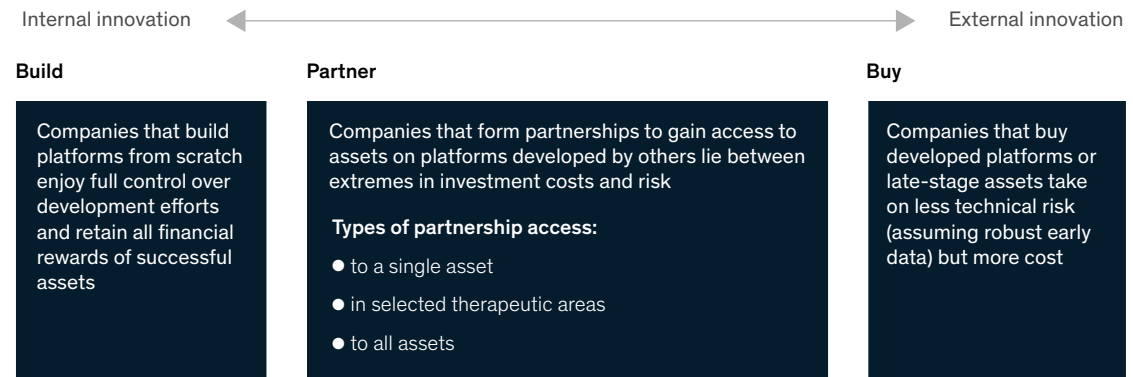 Internal innovation
External innovation
Build
Companies that build
platforms from scratch
enjoy full control over
development efforts
and retain all financial
rewards of successful
assets
Partner
Companies that form partnerships to gain access to
assets on platforms developed by others lie between
extremes in investment costs and risk
Types of partnership access:
● to a single asset
● in selected therapeutic areas
● to all assets
Buy
Companies that buy
developed platforms or
late-stage assets take
on less technical risk
(assuming robust early
data) but more cost